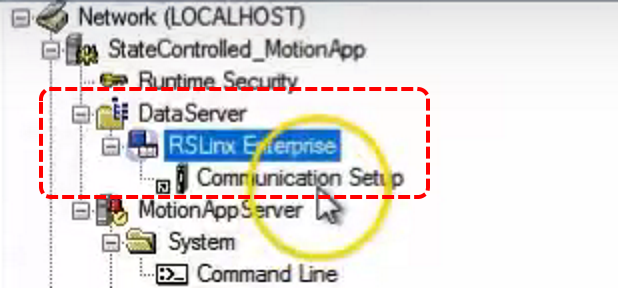 Network (LOCALHOST)
StateControlled_MotionApp
Runtime Security
DataServer
RSLinx Enterprise
Communication Setup
MotionAppServer
System
Command Line